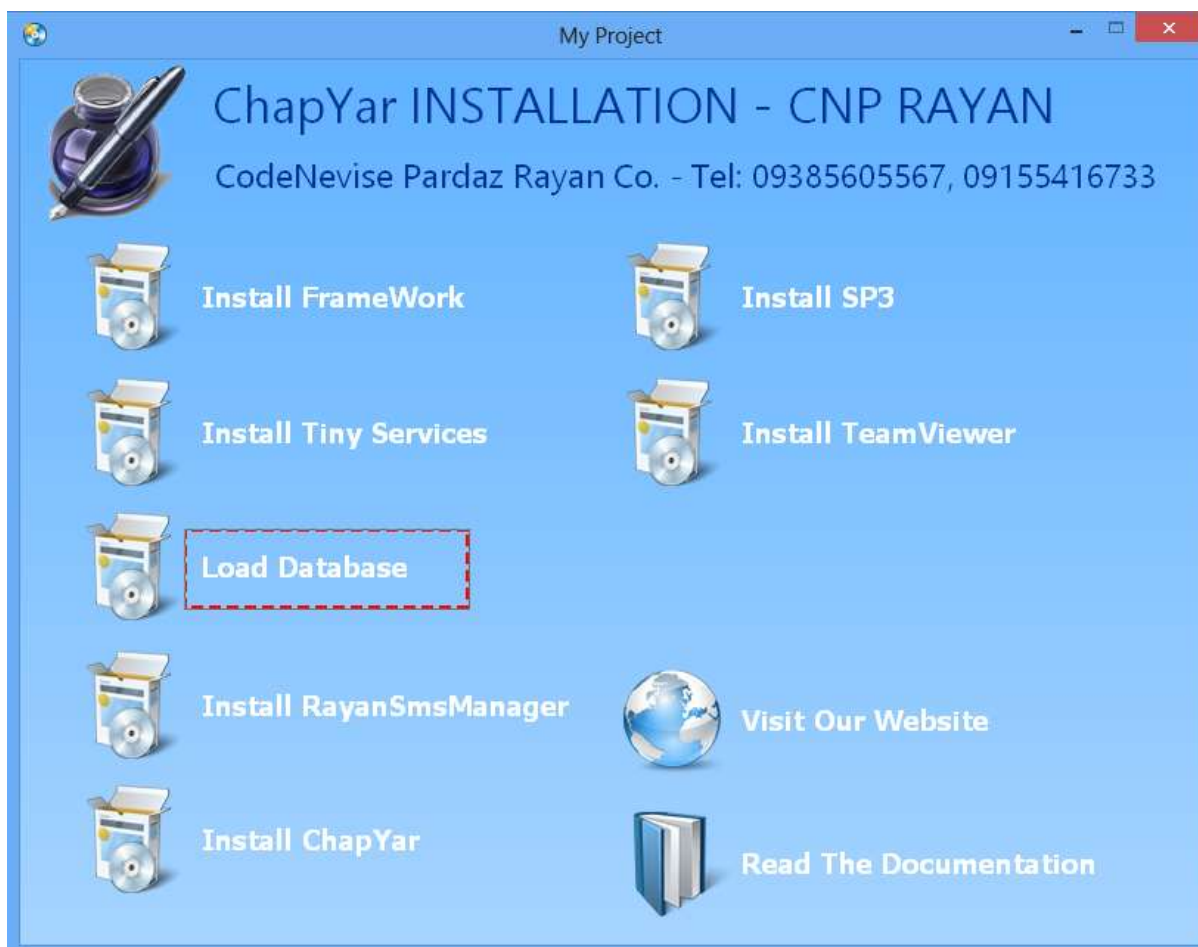 My Project
ChapYar INSTALLATION - CNP RAYAN
CodeNevise Pardaz Rayan Co. - Tel: 09385605567, 09155416733
Install FrameWork
Install SP3
Install Tiny Services
Install TeamViewer
Load Database
Install RayanSmsManager
Visit Our Website
Install ChapYar
Read The Documentation